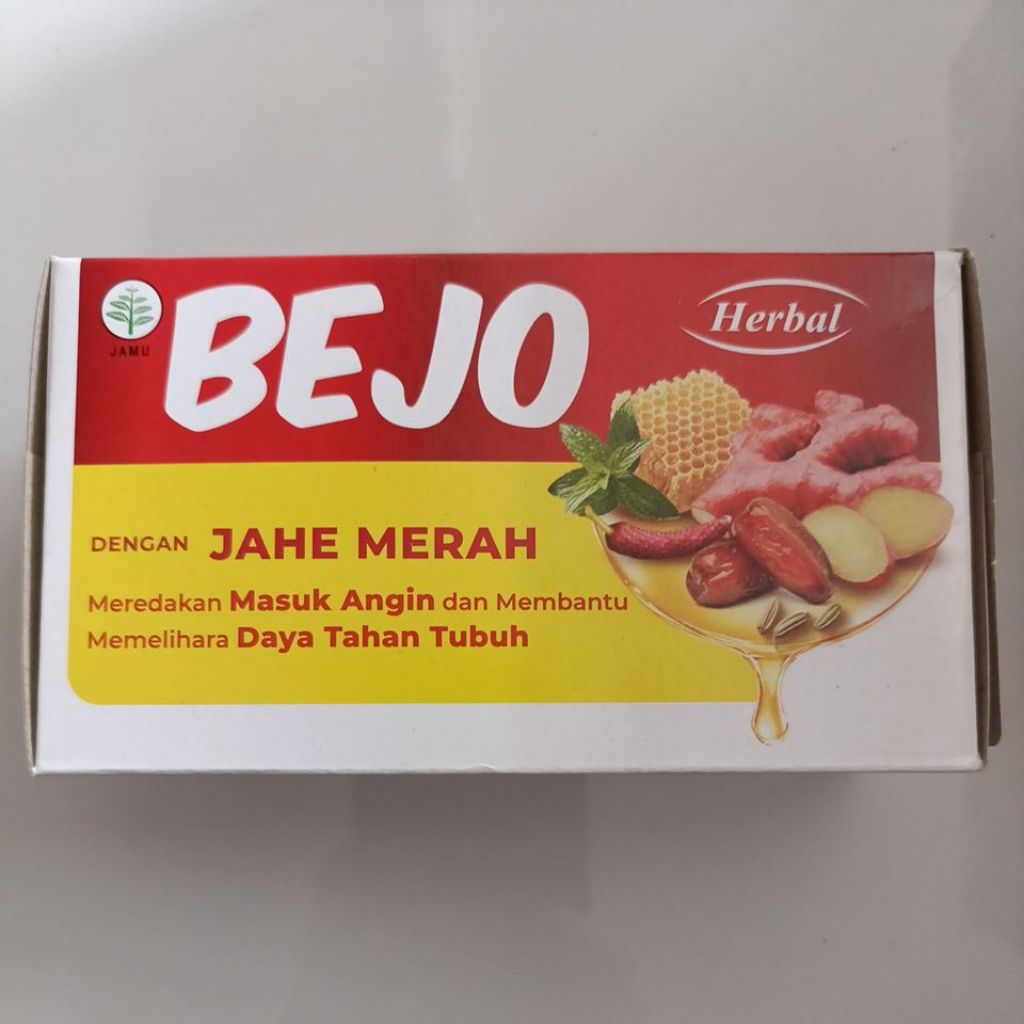 JAMU
BEJO
Herbal
DENGAN JAHE MERAH
Meredakan Masuk Angin dan Membantu
Memelihara Daya Tahan Tubuh